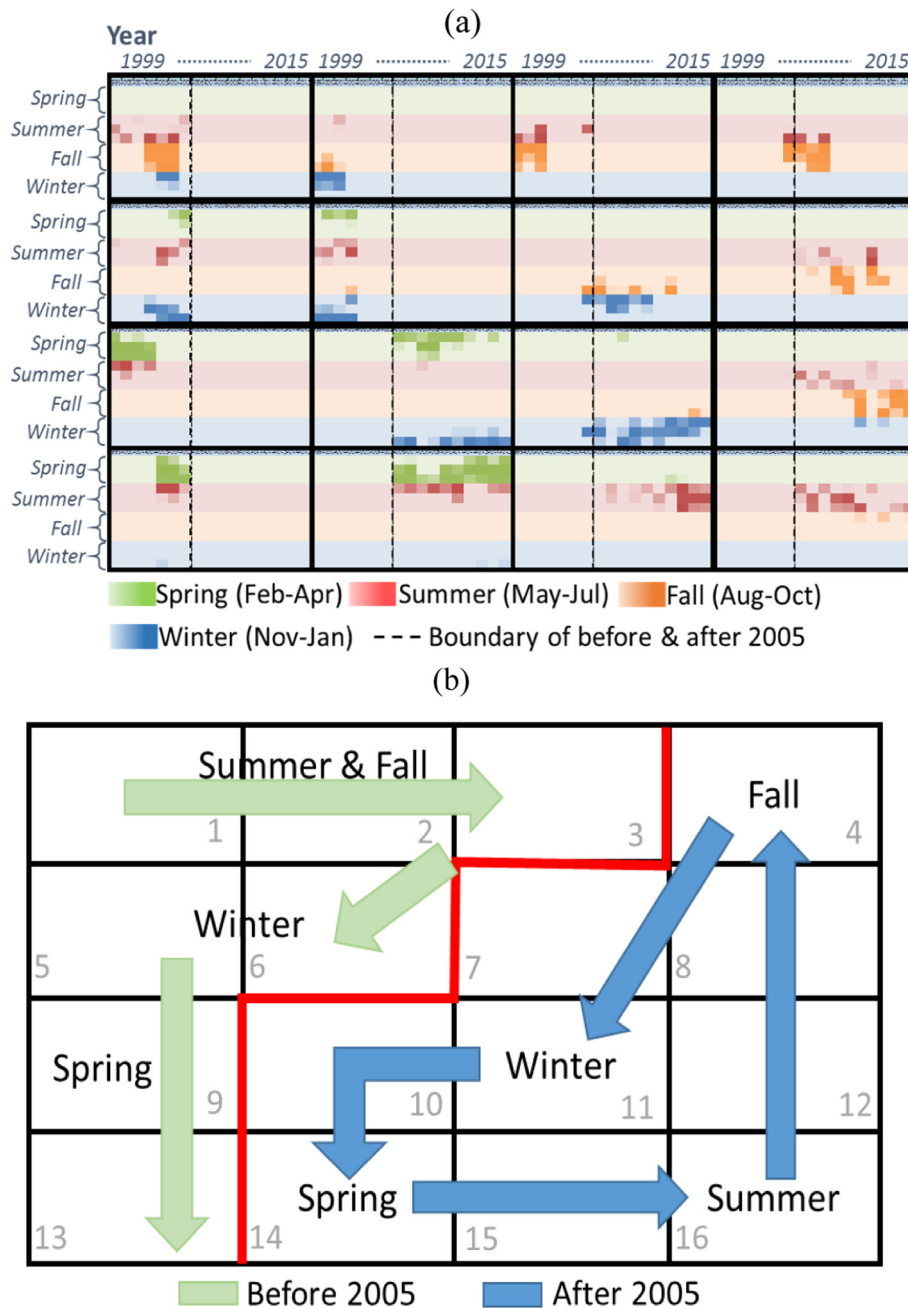 (a)
Year
1999 ........... 2015 1999 ........... 2015 1999 ........... 2015 1999 ........... 2015
Spring
Summer
Fall
Winter
Spring
Summer
Fall
Winter
Spring
Summer
Fall
Winter
Spring
Summer
Fall
Winter
Spring (Feb-Apr) Summer (May-Jul) Fall (Aug-Oct)
Winter (Nov-Jan) --- Boundary of before & after 2005
(b)
Summer & Fall
Fall
1 2 3 4
Winter
5 6 7 8
Spring
Winter
9 10 11 12
Spring Summer
13 14 15 16
Before 2005 After 2005